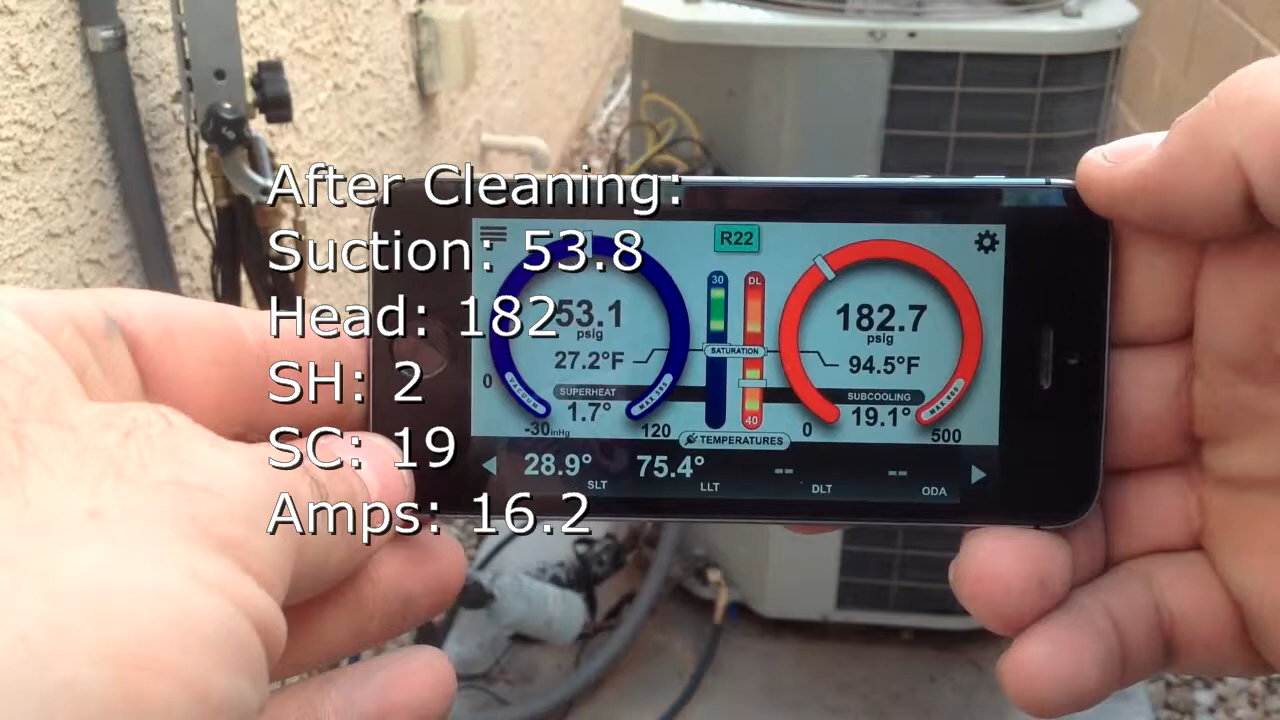 After Cleaning:
Suction: 53.8
Head: 182
SH: 2
SC: 19
Amps: 16.2
R22
53.1
psig
27.2°F
SUPERHEAT
1.7°
0
VACUUM
-30inHg
120
30
DL
SATURATION
40
TEMPERATURES
182.7
psig
94.5°F
SUBCOOLING
19.1°
0
500
28.9°
SLT
75.4°
LLT
--
DLT
--
ODA